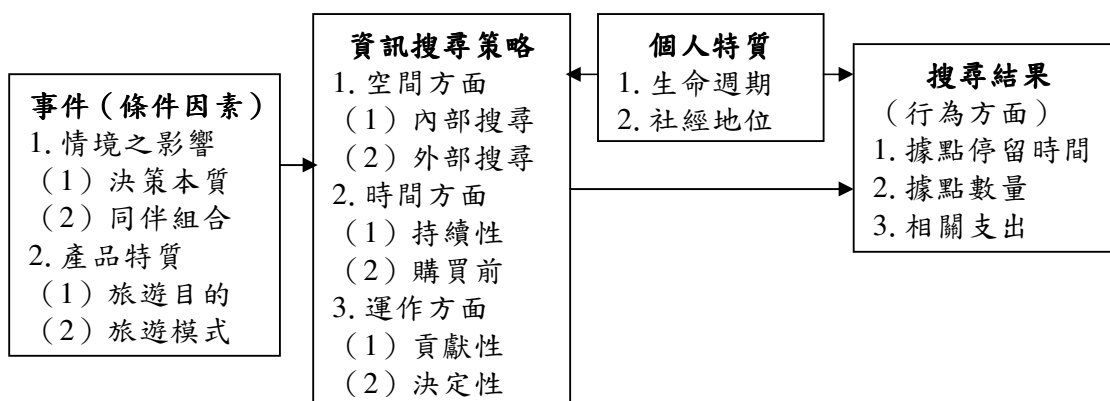 事件（條件因素）
1.情境之影響
（1）決策本質
（2）同伴組合
2.產品特質
（1）旅遊目的
（2）旅遊模式
資訊搜尋策略
1.空間方面
（1）內部搜尋
（2）外部搜尋
2.時間方面
（1）持續性
（2）購買前
3.運作方面
（1）貢獻性
（2）決定性
個人特質
1.生命週期
2.社經地位
搜尋結果
（行為方面）
1.據點停留時間
2.據點數量
3.相關支出